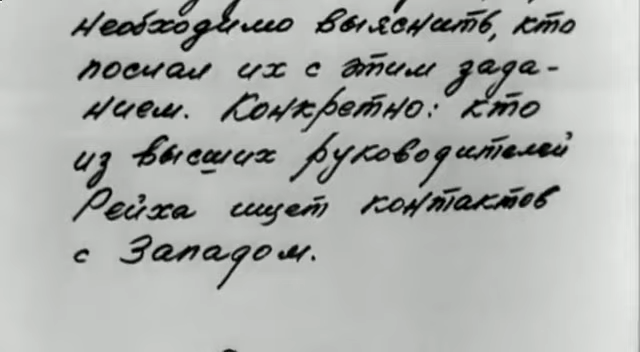 необходимо выяснить, кто
послал их с этим зада-
нием. Конкретно: кто
из высших руководителей
Рейха ищет контактов
с Западом.